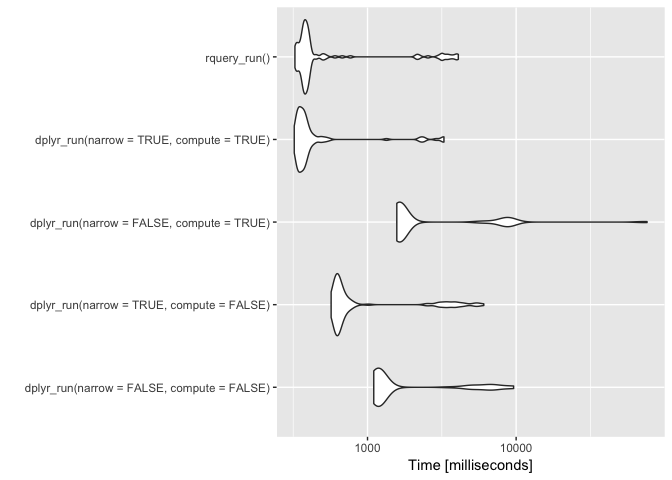 rquery_run()
dplyr_run(narrow = TRUE, compute = TRUE)
dplyr_run(narrow = FALSE, compute = TRUE)
dplyr_run(narrow = TRUE, compute = FALSE)
dplyr_run(narrow = FALSE, compute = FALSE)
1000 10000
Time [milliseconds]